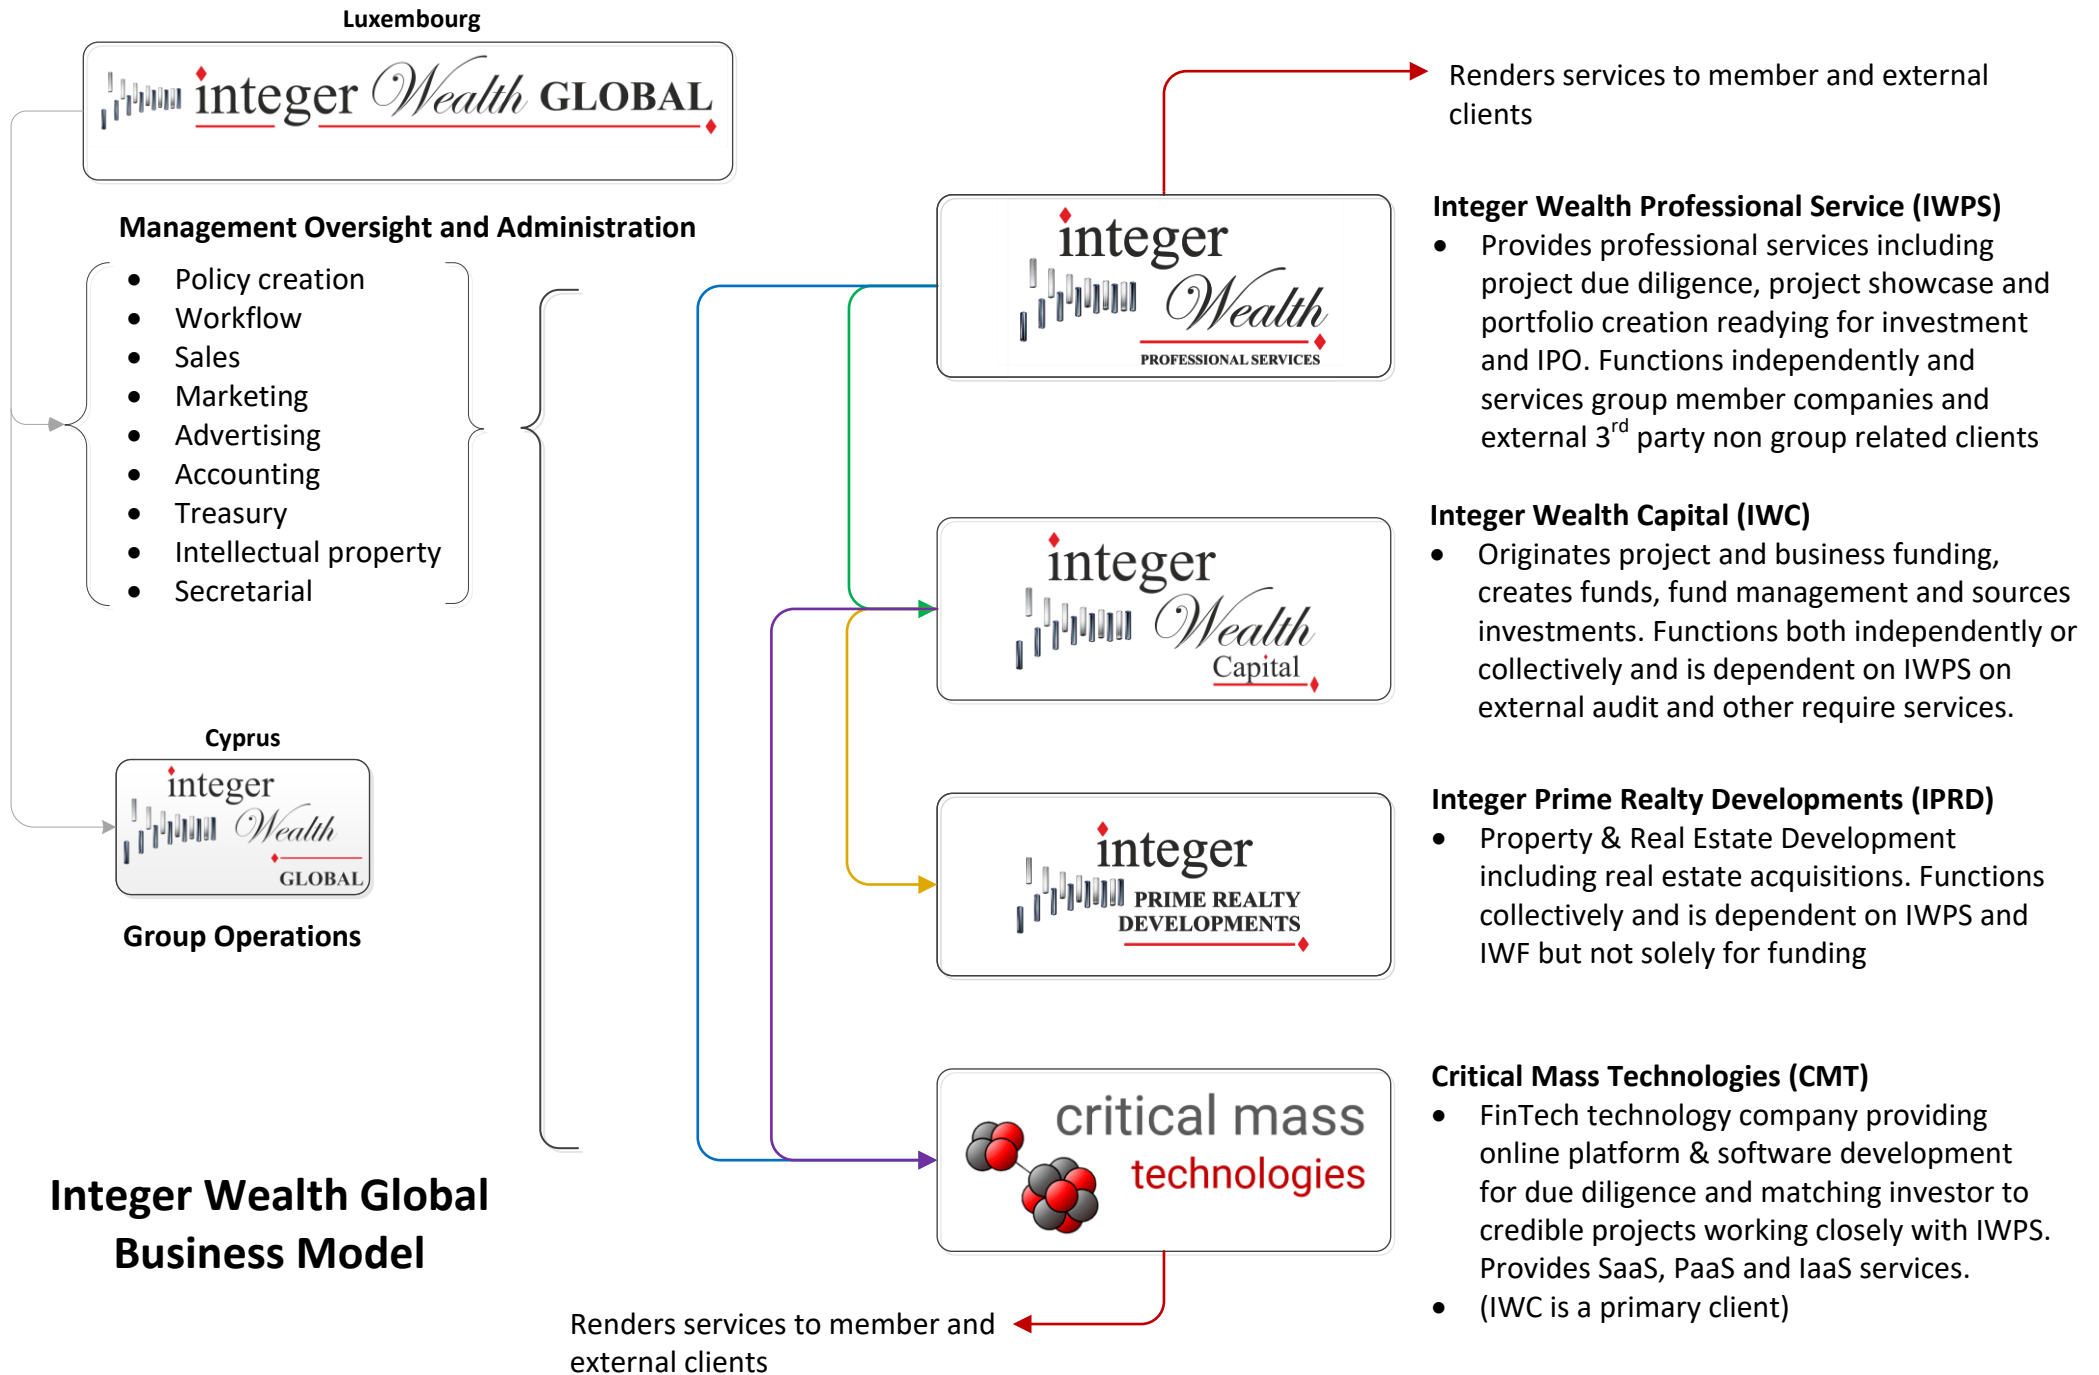 Luxembourg
integer Wealth GLOBAL
Management Oversight and Administration
• Policy creation
• Workflow
• Sales
• Marketing
• Advertising
• Accounting
• Treasury
• Intellectual property
• Secretarial
Cyprus
integer
Wealth
GLOBAL
Group Operations
Integer Wealth Global
Business Model
Renders services to member and external
clients
integer
Wealth
PROFESSIONAL SERVICES
Integer Wealth Professional Service (IWPS)
• Provides professional services including
project due diligence, project showcase and
portfolio creation readying for investment
and IPO. Functions independently and
services group member companies and
external 3rd party non group related clients
integer
Wealth
Capital
Integer Wealth Capital (IWC)
• Originates project and business funding,
creates funds, fund management and sources
investments. Functions both independently or
collectively and is dependent on IWPS on
external audit and other require services.
integer
PRIME REALTY
DEVELOPMENTS
Integer Prime Realty Developments (IPRD)
• Property & Real Estate Development
including real estate acquisitions. Functions
collectively and is dependent on IWPS and
IWF but not solely for funding
critical mass
technologies
Critical Mass Technologies (CMT)
• FinTech technology company providing
online platform & software development
for due diligence and matching investor to
credible projects working closely with IWPS.
Provides SaaS, PaaS and IaaS services.
• (IWC is a primary client)
Renders services to member and
external clients